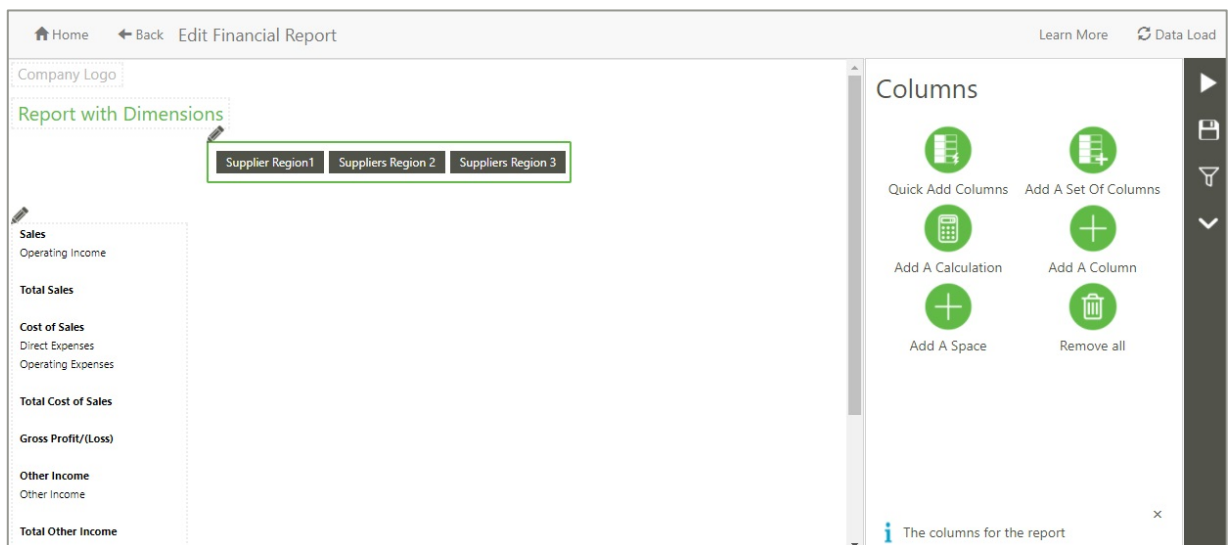 Home Back Edit Financial Report Learn More Data Load
Company Logo
Report with Dimensions
Supplier Region1 Suppliers Region 2 Suppliers Region 3
Sales
Operating Income
Total Sales
Cost of Sales
Direct Expenses
Operating Expenses
Total Cost of Sales
Gross Profit/(Loss)
Other Income
Other Income
Total Other Income
Columns
Quick Add Columns Add A Set Of Columns
Add A Calculation Add A Column
Add A Space Remove all
The columns for the report